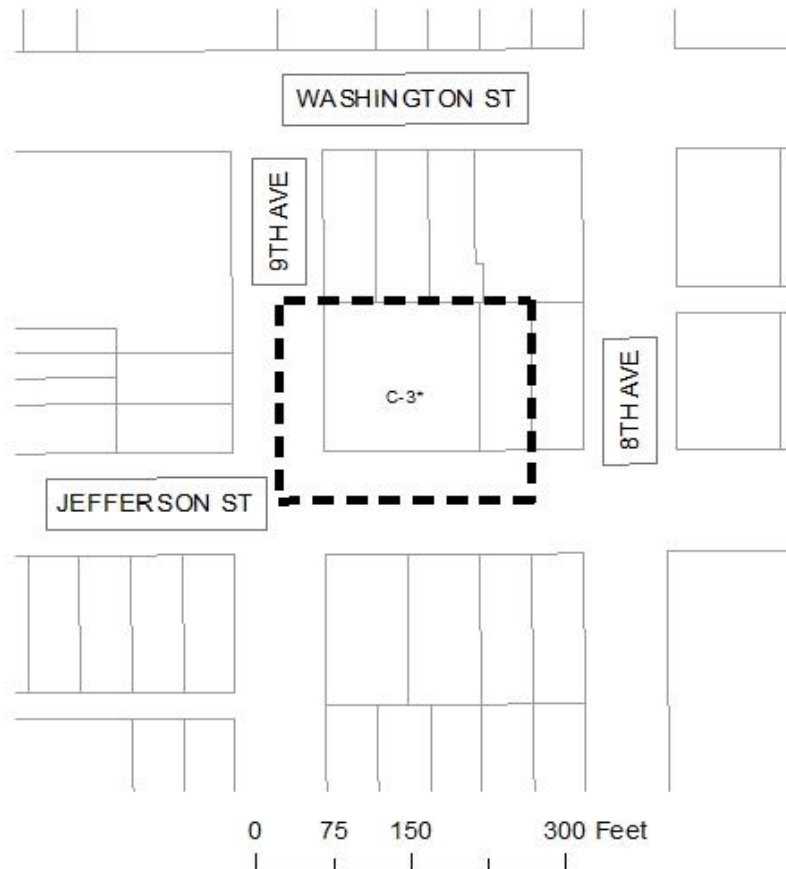 WASHINGTON ST
9TH AVE
C-3*
8TH AVE
JEFFERSON ST
0 75 150 300 Feet